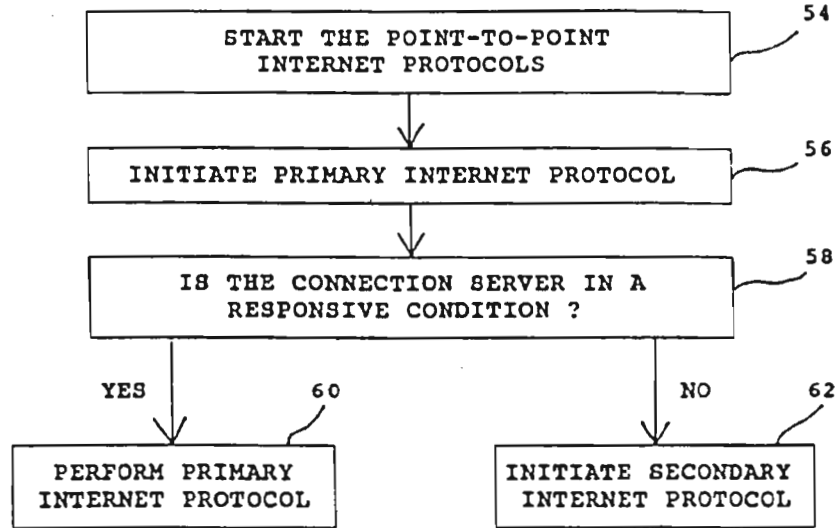 54
START THE POINT-TO-POINT
INTERNET PROTOCOLS
56
INITIATE PRIMARY INTERNET PROTOCOL
58
IS THE CONNECTION SERVER IN A
RESPONSIVE CONDITION ?
YES
60
NO
62
PERFORM PRIMARY
INTERNET PROTOCOL
INITIATE SECONDARY
INTERNET PROTOCOL